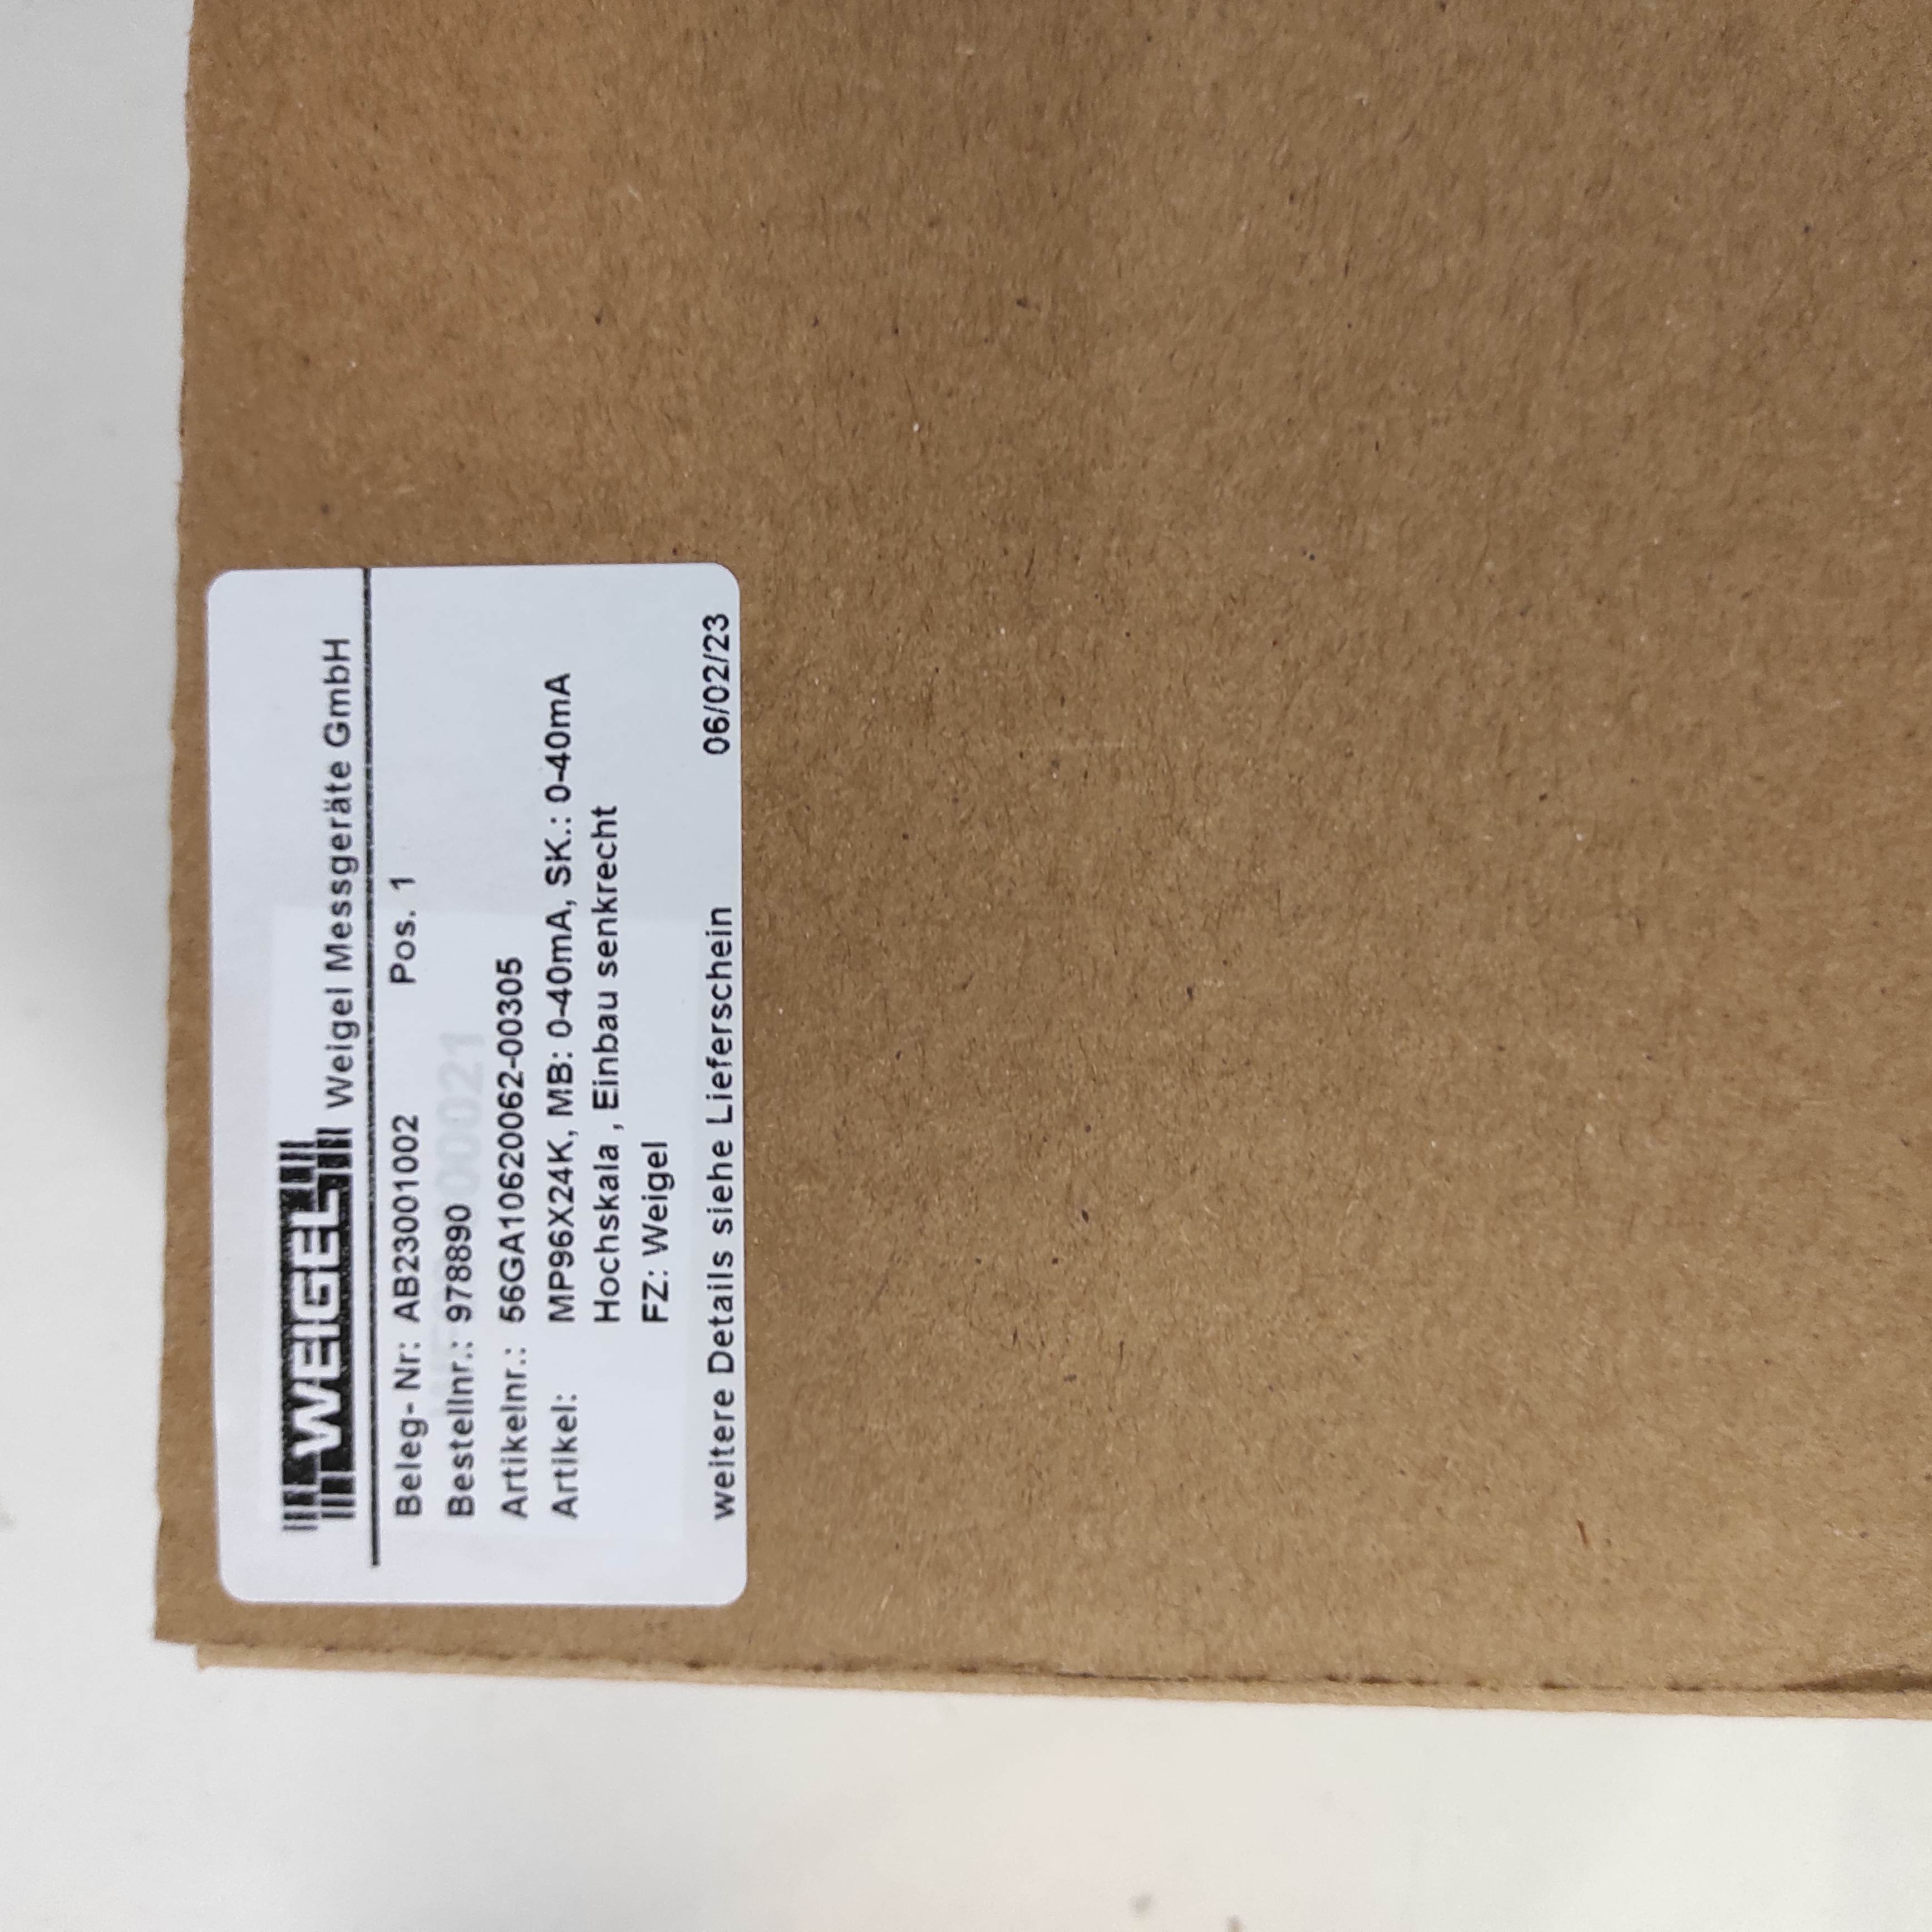 WEIGEL Weigel Messgeräte GmbH
Beleg- Nr: AB23001002 Pos. 1
Bestellnr.: 978890
Artikelnr.: 56GA10620062-00305
Artikel: MP96X24K, MB: 0-40mA, SK.: 0-40mA
Hochskala , Einbau senkrecht
FZ: Weigel
weitere Details siehe Lieferschein 06/02/23